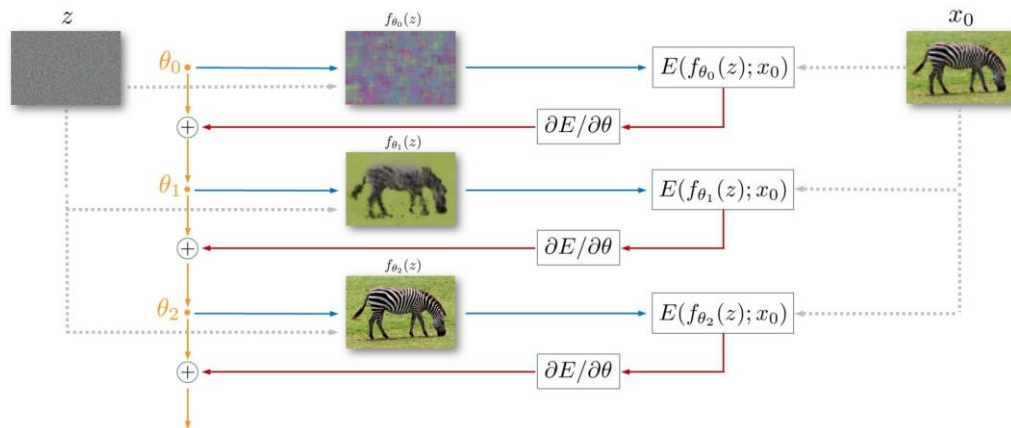 z
f_{θ_0}(z)
x_0
θ_0
E(f_{θ_0}(z); x_0)
+
∂E/∂θ
f_{θ_1}(z)
θ_1
E(f_{θ_1}(z); x_0)
+
∂E/∂θ
f_{θ_2}(z)
θ_2
E(f_{θ_2}(z); x_0)
+
∂E/∂θ